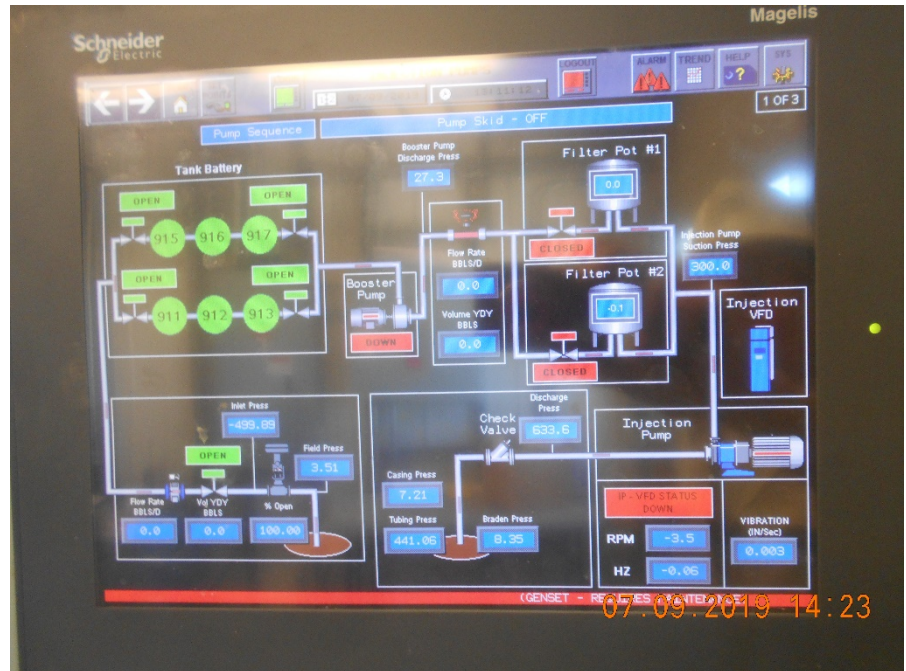 Magelis
Schneider
Electric
LOGOUT
ALARM
TREND
HELP
SYS
?
1 OF 3
Pump Sequence
Pump Skid - OFF
Tank Battery
OPEN
OPEN
915
916
917
OPEN
OPEN
911
912
913
Booster Pump
Discharge Press
27.3
Flow Rate
BBLS/D
0.0
Volume YDY
BBLS
0.0
Booster
Pump
DOWN
Filter Pot #1
0.0
CLOSED
Filter Pot #2
-0.1
CLOSED
Injection Pump
Suction Press
300.0
Injection
VFD
Inlet Press
-499.89
OPEN
Field Press
3.51
Flow Rate
BBLS/D
0.0
Vol YDY
BBLS
0.0
% Open
100.00
Discharge
Press
633.6
Check
Valve
Casing Press
7.21
Tubing Press
441.06
Braden Press
8.35
Injection
Pump
IP - VFD STATUS
DOWN
RPM
-3.5
HZ
-0.06
VIBRATION
(IN/Sec)
0.003
(GENSET - REQUIRES
07.09.2019 14:23